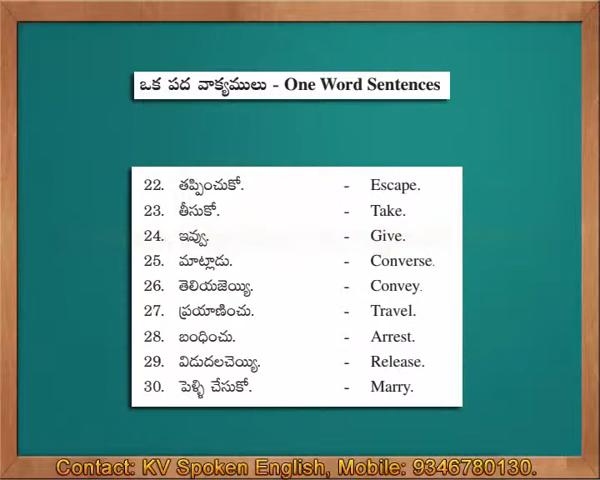 ఒక పద వాక్యములు - One Word Sentences
22. తప్పించుకో. - Escape.
23. తీసుకో. - Take.
24. ఇవ్వు. - Give.
25. మాట్లాడు. - Converse.
26. తెలియజెయ్యి. - Convey.
27. ప్రయాణించు. - Travel.
28. బంధించు. - Arrest.
29. విడుదలచెయ్యి. - Release.
30. పెళ్ళి చేసుకో. - Marry.
Contact: KV Spoken English, Mobile: 9346780130.